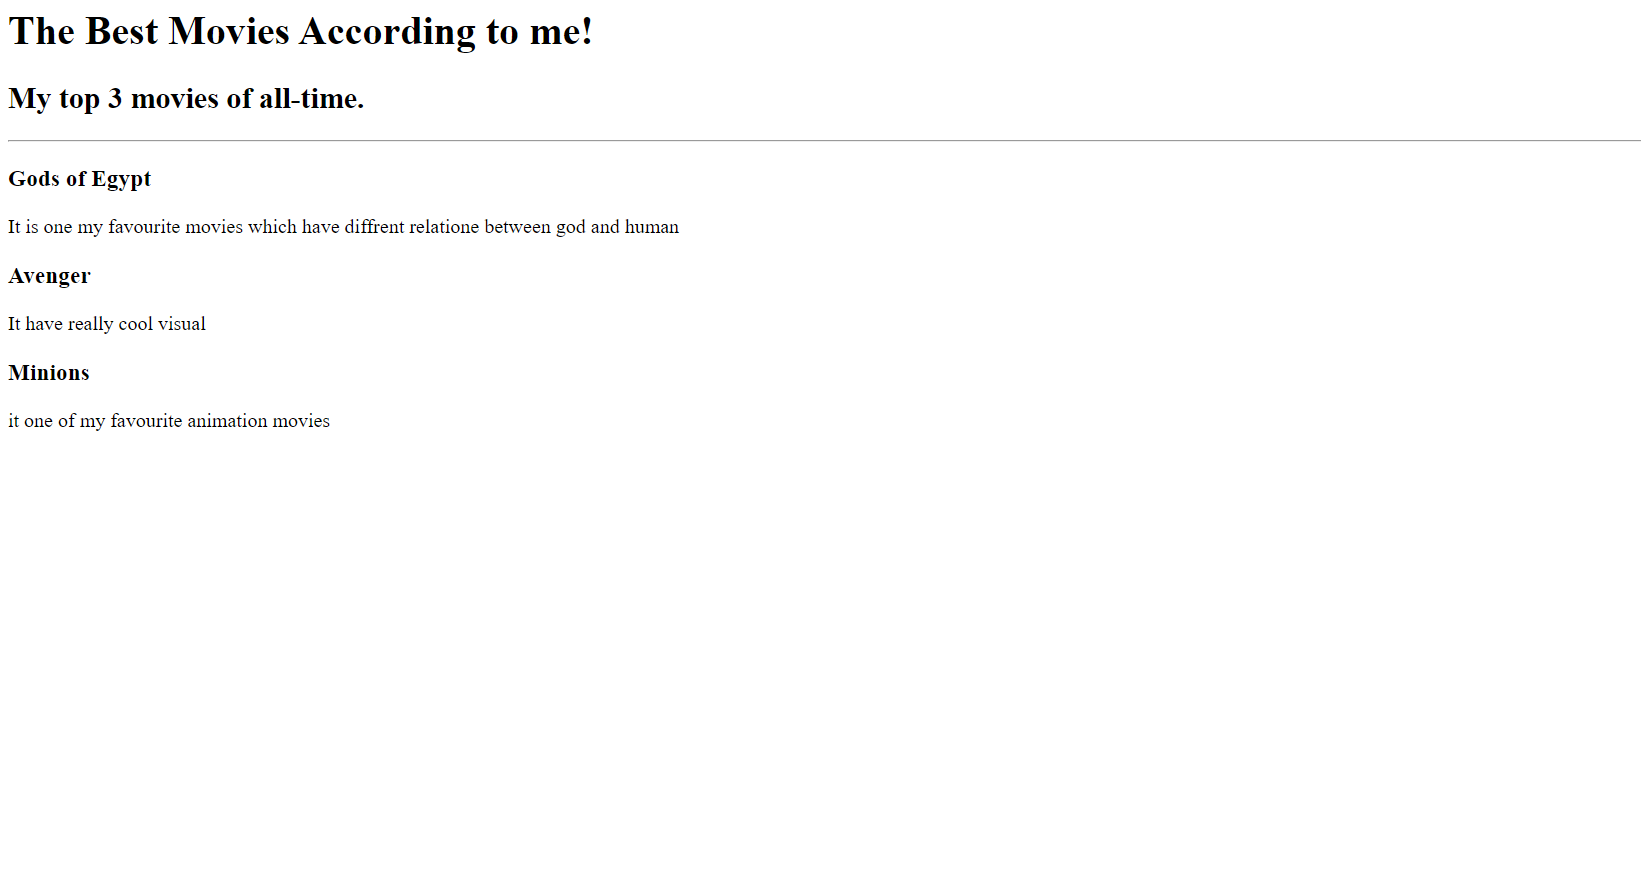 The Best Movies According to me!
My top 3 movies of all-time.
Gods of Egypt
It is one my favourite movies which have diffrent relatione between god and human
Avenger
It have really cool visual
Minions
it one of my favourite animation movies